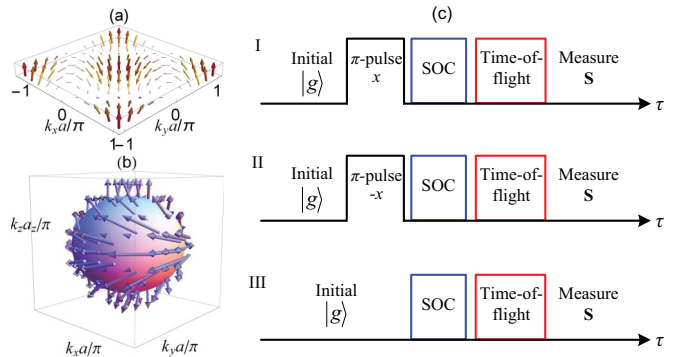 (a)
−1
0
k_x a/π
1
−1
0
k_y a/π
1
(b)
k_z a_z/π
k_x a/π
k_y a/π
(c)
I
Initial
|g⟩
π-pulse
x
SOC
Time-of-
flight
Measure
S
τ
II
Initial
|g⟩
π-pulse
-x
SOC
Time-of-
flight
Measure
S
τ
III
Initial
|g⟩
SOC
Time-of-
flight
Measure
S
τ